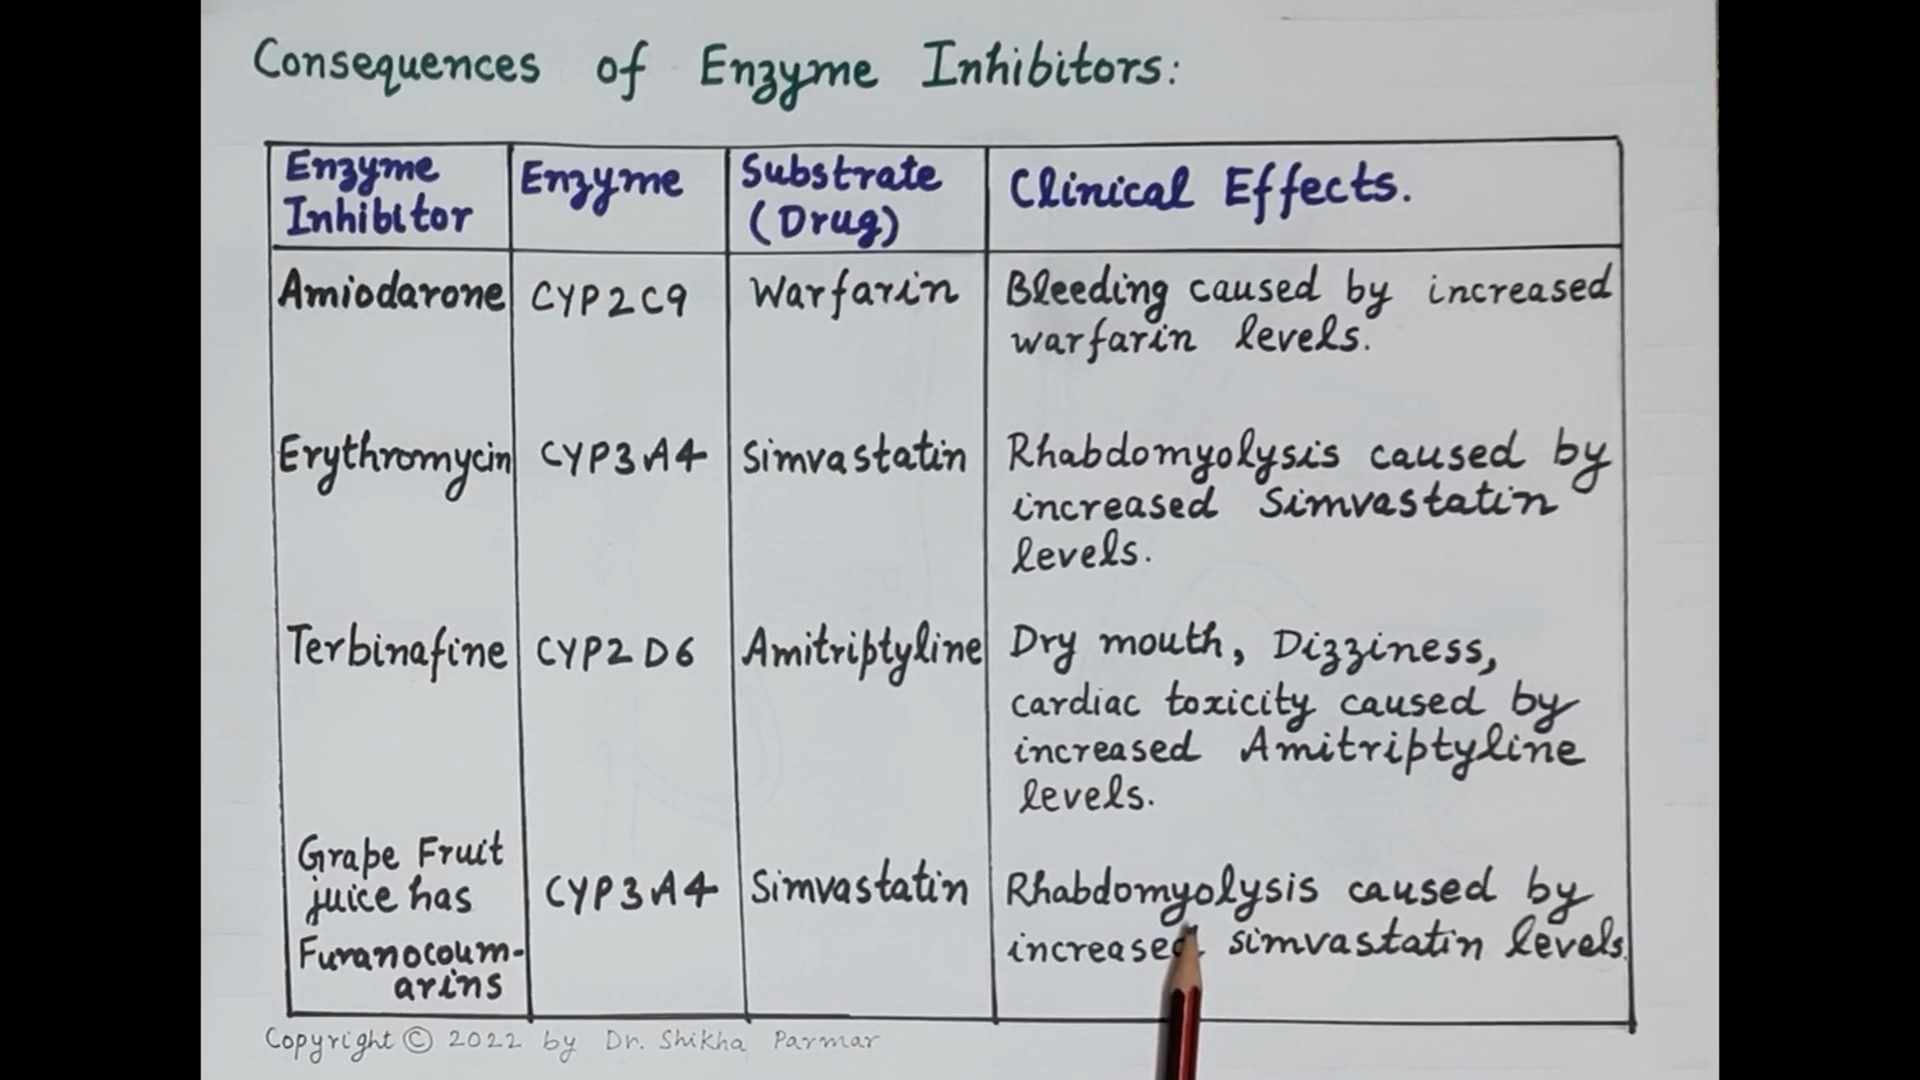 Consequences of Enzyme Inhibitors:
Enzyme Inhibitor
Enzyme
Substrate (Drug)
Clinical Effects.
Amiodarone
CYP2C9
Warfarin
Bleeding caused by increased
warfarin levels.
Erythromycin
CYP3A4
Simvastatin
Rhabdomyolysis caused by
increased Simvastatin
levels.
Terbinafine
CYP2D6
Amitriptyline
Dry mouth, Dizziness,
cardiac toxicity caused by
increased Amitriptyline
levels.
Grape Fruit
juice has
Furanocoum-
arins
CYP3A4
Simvastatin
Rhabdomyolysis caused by
increased simvastatin levels.
Copyright © 2022 by Dr. Shikha Parmar